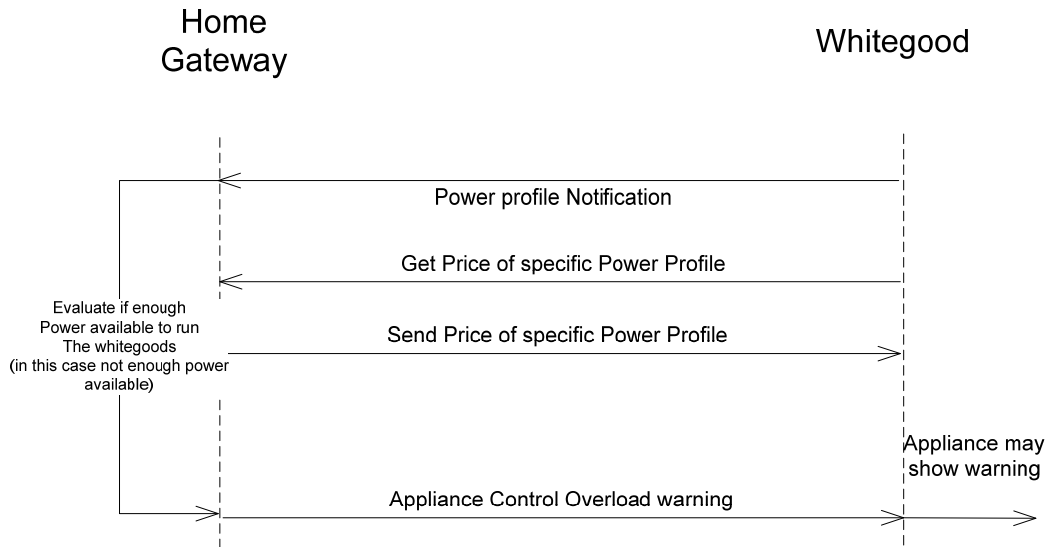 Home
Gateway
Whitegood
Power profile Notification
Get Price of specific Power Profile
Evaluate if enough
Power available to run
The whitegoods
(in this case not enough power
available)
Send Price of specific Power Profile
Appliance may
show warning
Appliance Control Overload warning